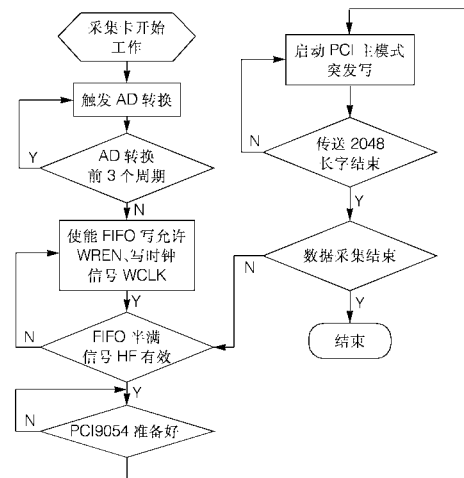 采集卡开始
工作
触发 AD 转换
Y
AD 转换
前 3 个周期
N
使能 FIFO 写允许
WREN、写时钟
信号 WCLK
Y
N
FIFO 半满
信号 HF 有效
Y
N
PCI9054 准备好
启动 PCI 主模式
突发写
N
传送 2048
长字结束
Y
N
数据采集结束
Y
结束